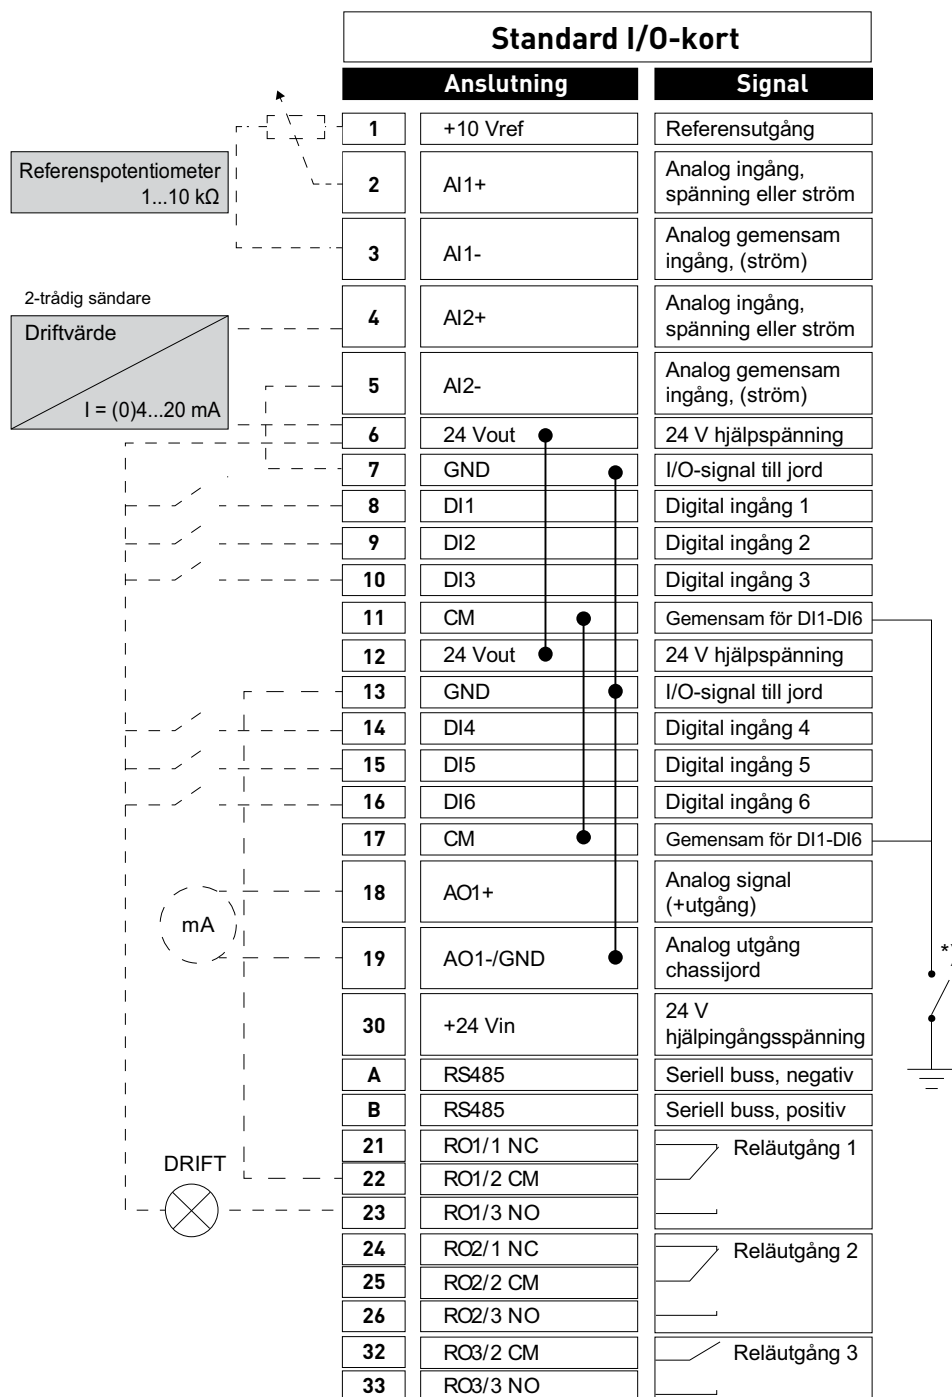 Standard I/O-kort
Anslutning Signal
1 +10 Vref Referensutgång
Referenspotentiometer
1...10 kΩ
2 AI1+ Analog ingång,
spänning eller ström
3 AI1- Analog gemensam
ingång, (ström)
2-trådig sändare
Driftvärde
I = (0)4...20 mA
4 AI2+ Analog ingång,
spänning eller ström
5 AI2- Analog gemensam
ingång, (ström)
6 24 Vout 24 V hjälpspänning
7 GND I/O-signal till jord
8 DI1 Digital ingång 1
9 DI2 Digital ingång 2
10 DI3 Digital ingång 3
11 CM Gemensam för DI1-DI6
12 24 Vout 24 V hjälpspänning
13 GND I/O-signal till jord
14 DI4 Digital ingång 4
15 DI5 Digital ingång 5
16 DI6 Digital ingång 6
17 CM Gemensam för DI1-DI6
mA
18 AO1+ Analog signal
(+utgång)
19 AO1-/GND Analog utgång
chassijord
*
30 +24 Vin 24 V
hjälpingångsspänning
A RS485 Seriell buss, negativ
B RS485 Seriell buss, positiv
21 RO1/1 NC Reläutgång 1
DRIFT
22 RO1/2 CM
23 RO1/3 NO
24 RO2/1 NC Reläutgång 2
25 RO2/2 CM
26 RO2/3 NO
32 RO3/2 CM Reläutgång 3
33 RO3/3 NO